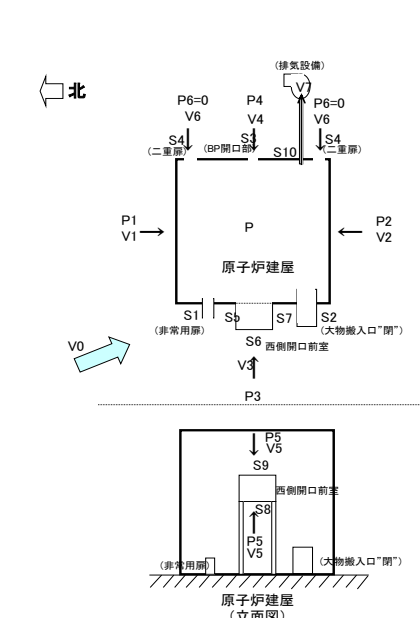 (排気設備)
北
V7
P6=0
P4
P6=0
V6
V4
V6
S4
S3
S4
(二重扉)
(BP開口部)
S10
(二重扉)
P1
V1
P
P2
V2
原子炉建屋
S1
S5
S7
S2
(非常用扉)
(大物搬入口"閉")
S6
西側開口前室
V0
V3
P3
P5
V5
S9
西側開口前室
S8
P5
V5
(非常用扉)
(大物搬入口"閉")
原子炉建屋
(立面図)